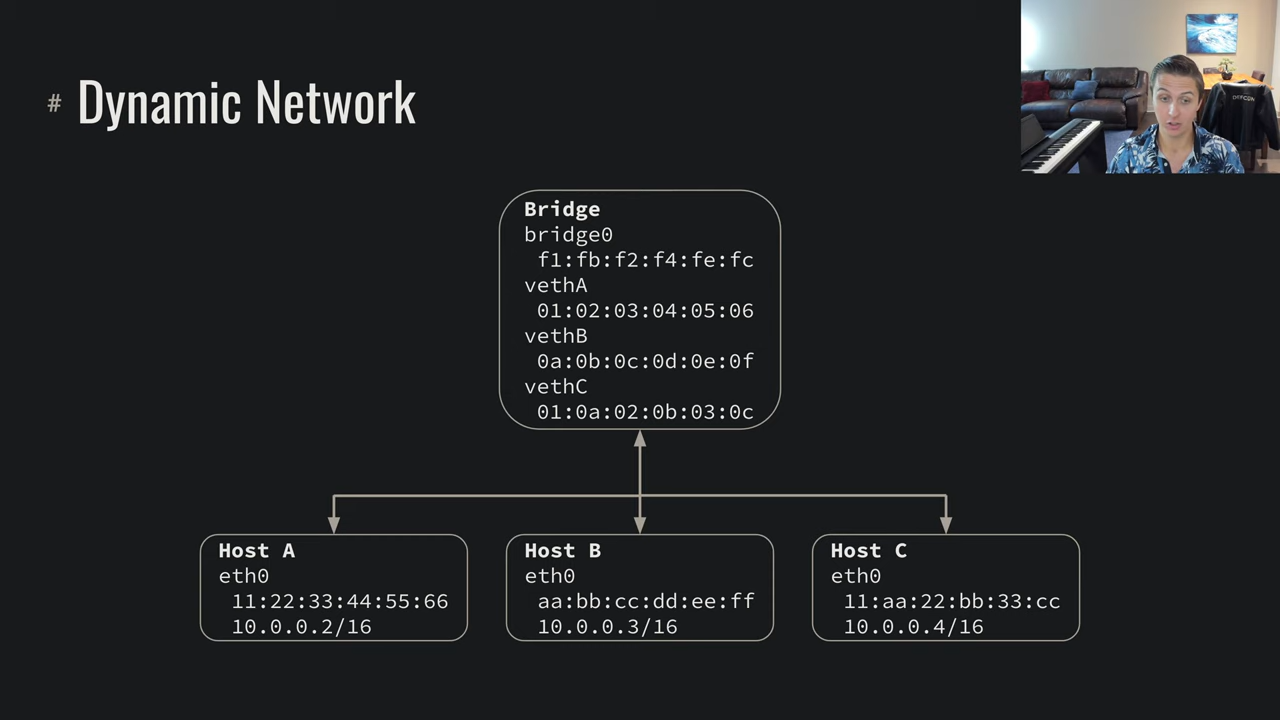 # Dynamic Network
DEFCON
Bridge
bridge0
f1:fb:f2:f4:fe:fc
vethA
01:02:03:04:05:06
vethB
0a:0b:0c:0d:0e:0f
vethC
01:0a:02:0b:03:0c
Host A
eth0
11:22:33:44:55:66
10.0.0.2/16
Host B
eth0
aa:bb:cc:dd:ee:ff
10.0.0.3/16
Host C
eth0
11:aa:22:bb:33:cc
10.0.0.4/16